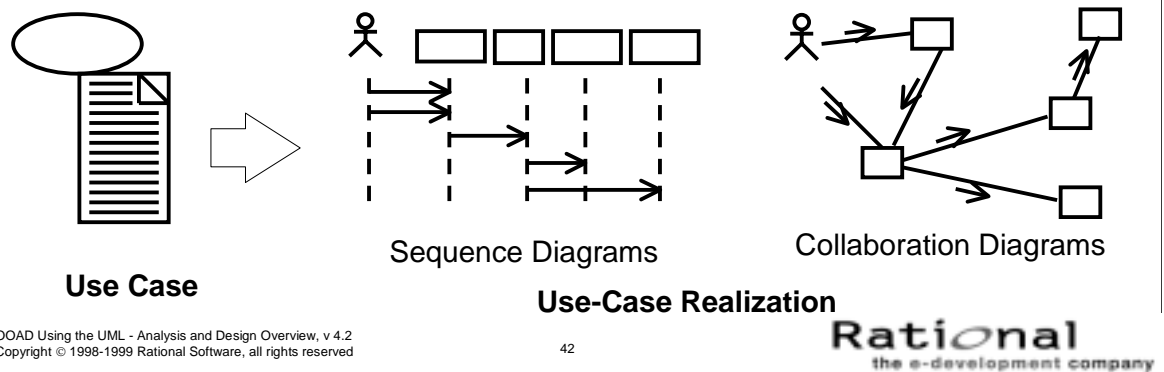 Sequence Diagrams
Collaboration Diagrams
Use Case
Use-Case Realization
OOAD Using the UML - Analysis and Design Overview, v 4.2
Copyright © 1998-1999 Rational Software, all rights reserved
42
Rational
the e-development company